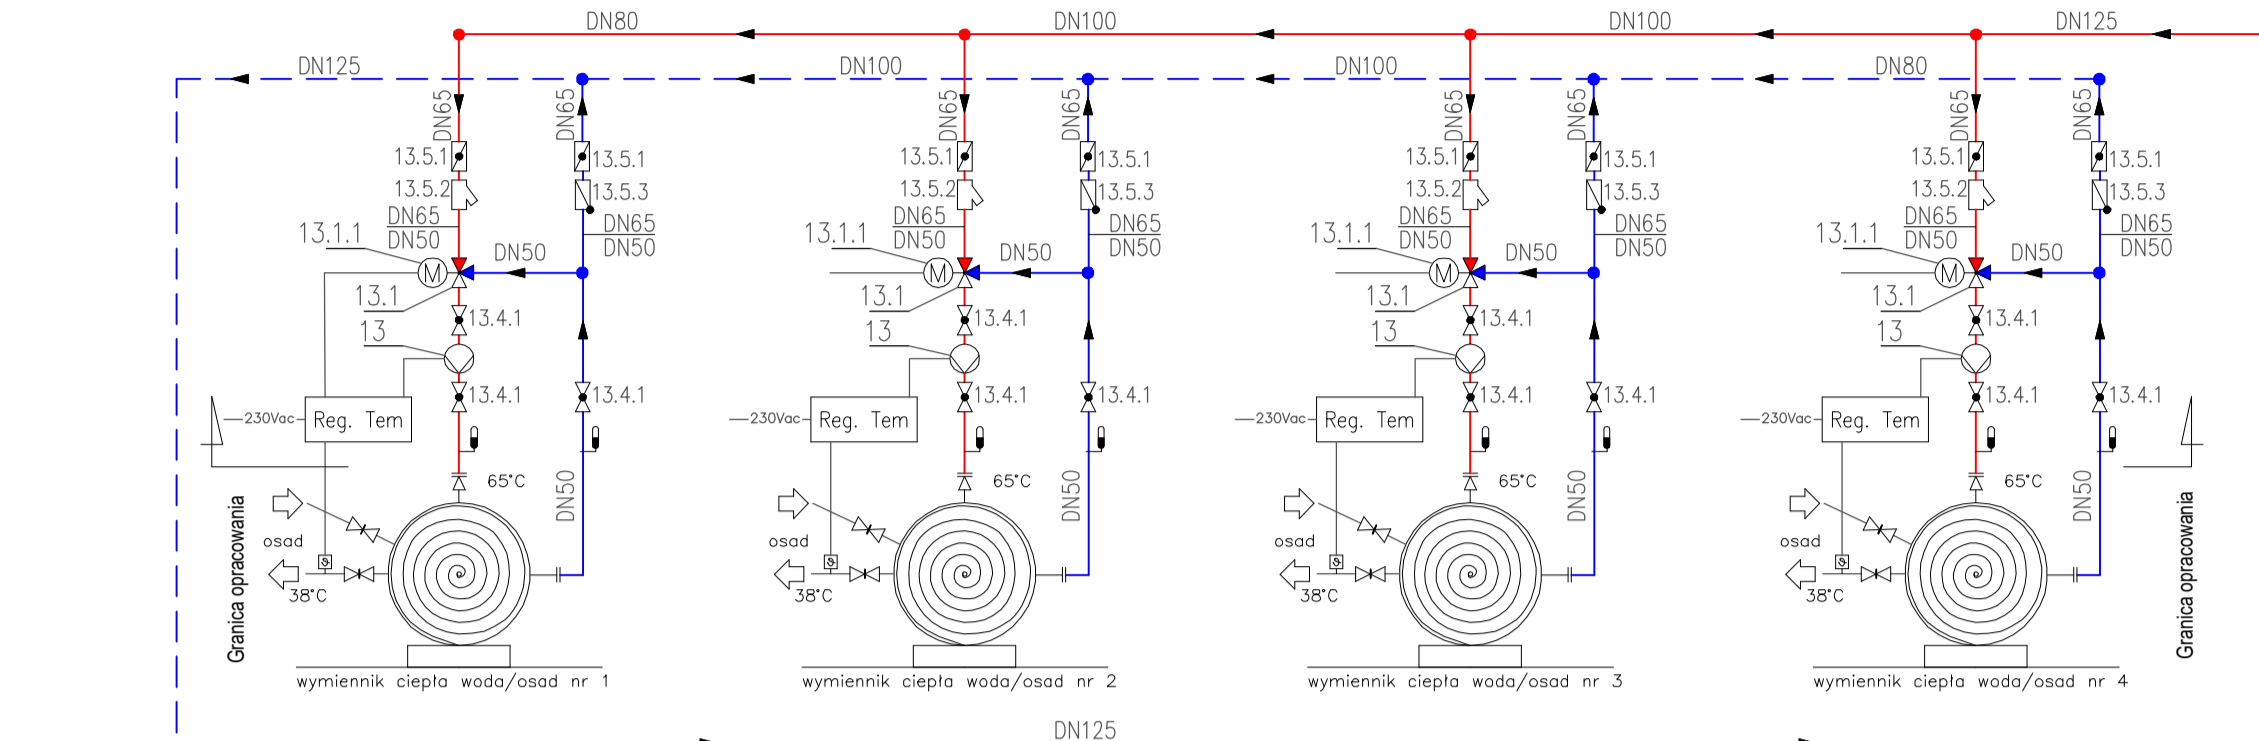 DN80 DN100 DN100 DN125
DN125 DN100 DN100 DN80
DN65 DN65 DN65 DN65 DN65 DN65 DN65 DN65
13.5.1 13.5.1 13.5.1 13.5.1 13.5.1 13.5.1 13.5.1 13.5.1
13.5.2 13.5.3 13.5.2 13.5.3 13.5.2 13.5.3 13.5.2 13.5.3
DN65 DN65 DN65 DN65 DN65 DN65 DN65 DN65
13.1.1 DN50 DN50 13.1.1 DN50 DN50 13.1.1 DN50 DN50 13.1.1 DN50 DN50
M DN50 M DN50 M DN50 M DN50
13.1 13.1 13.1 13.1
13.4.1 13.4.1 13.4.1 13.4.1
13 13 13 13
13.4.1 13.4.1 13.4.1 13.4.1 13.4.1 13.4.1 13.4.1 13.4.1
230Vac Reg. Tem 230Vac Reg. Tem 230Vac Reg. Tem 230Vac Reg. Tem
65°C 65°C 65°C 65°C
DN50 DN50 DN50 DN50
Granica opracowania Granica opracowania
osad osad osad osad
38°C 38°C 38°C 38°C
wymiennik ciepła woda/osad nr 1 wymiennik ciepła woda/osad nr 2 wymiennik ciepła woda/osad nr 3 wymiennik ciepła woda/osad nr 4
DN125